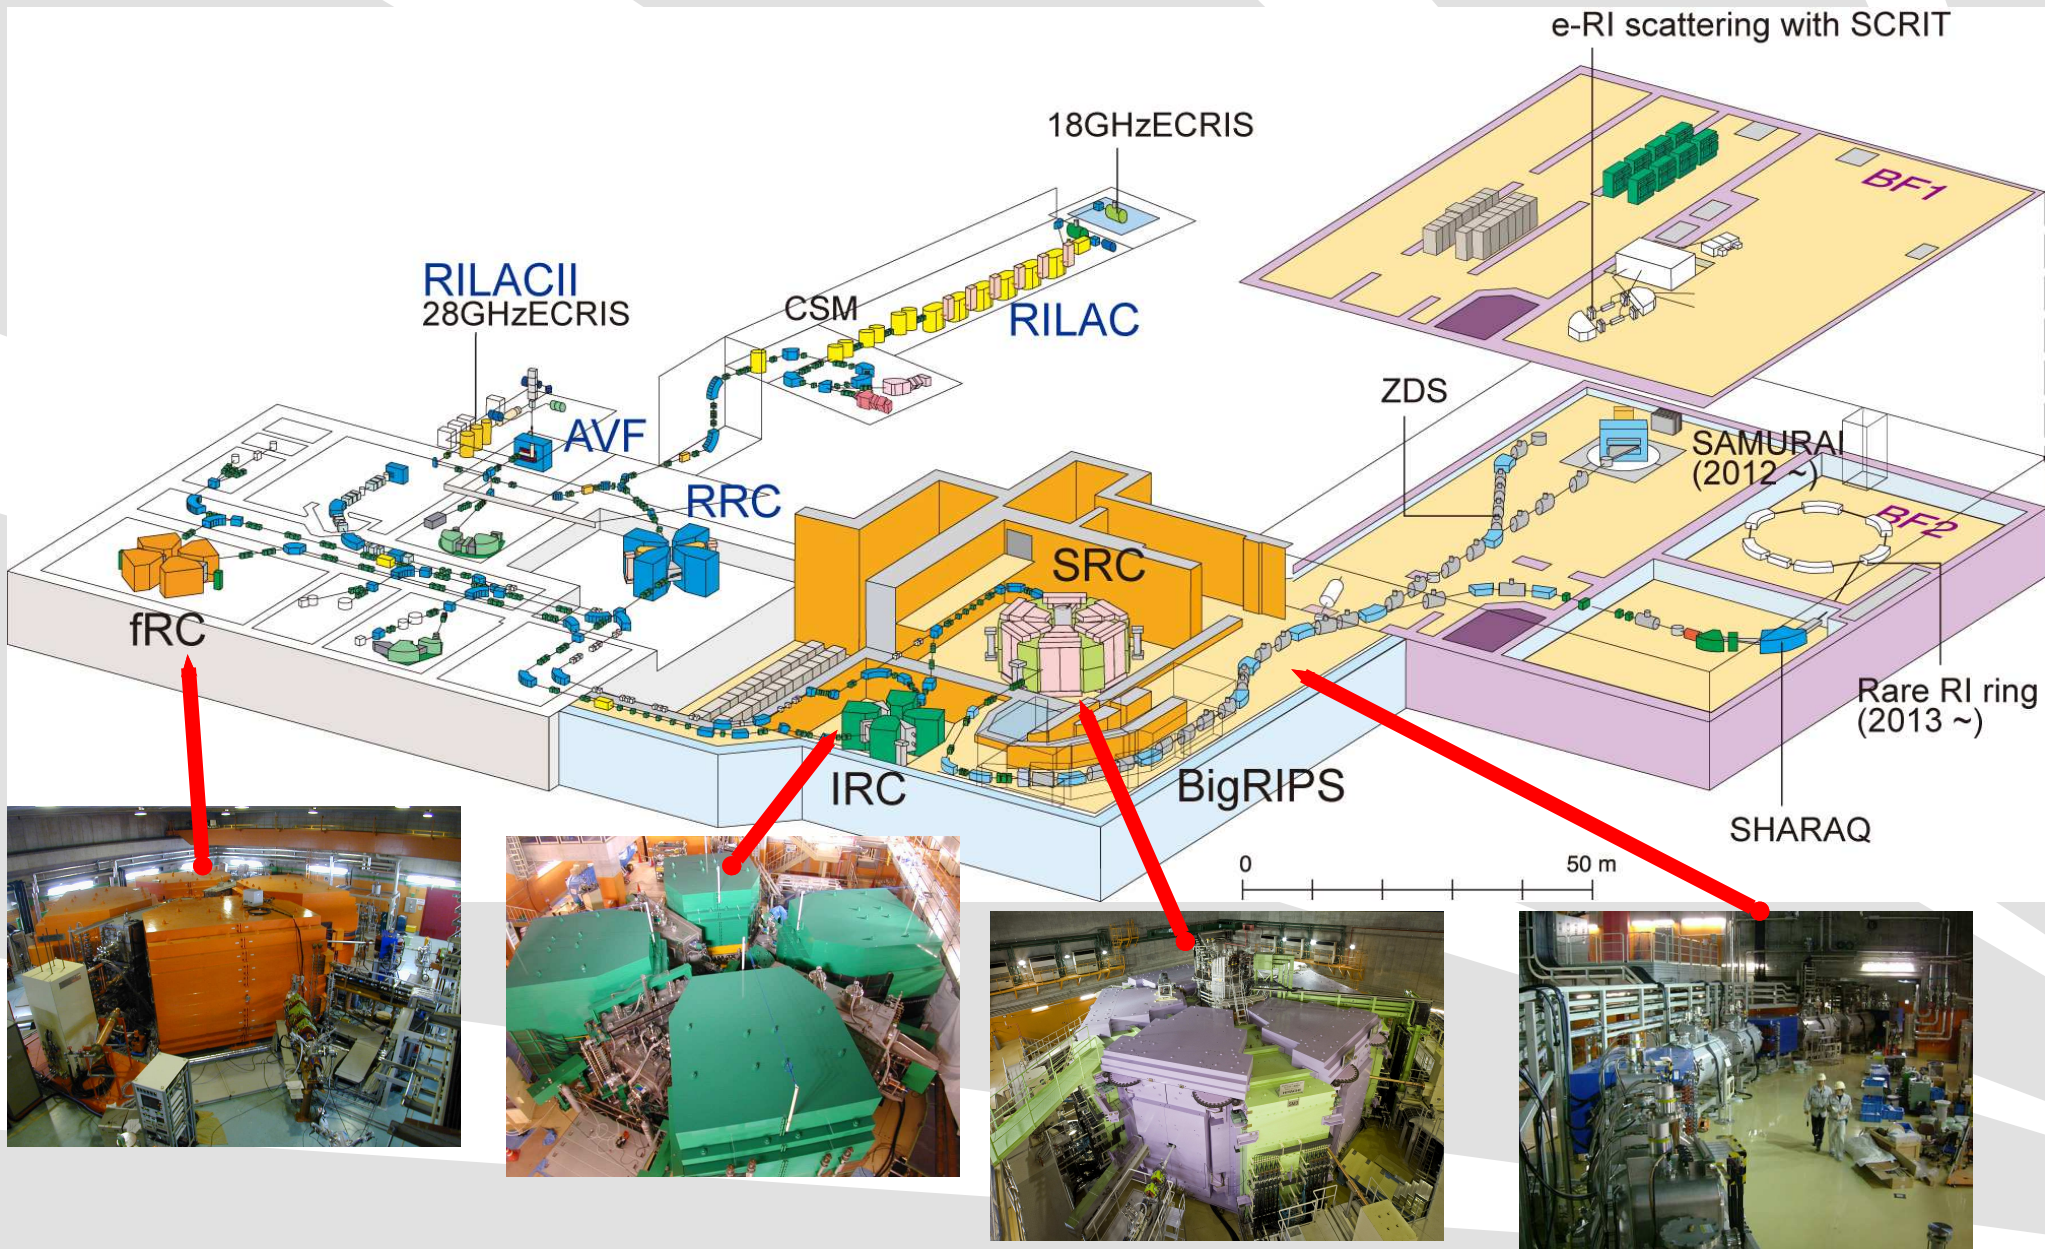 e-RI scattering with SCRIT
18GHzECRIS
BF1
RILACII
28GHzECRIS
CSM
RILAC
ZDS
AVF
SAMURAI
(2012 ~)
RRC
BF2
SRC
fRC
Rare RI ring
(2013 ~)
IRC
BigRIPS
SHARAQ
0
50 m